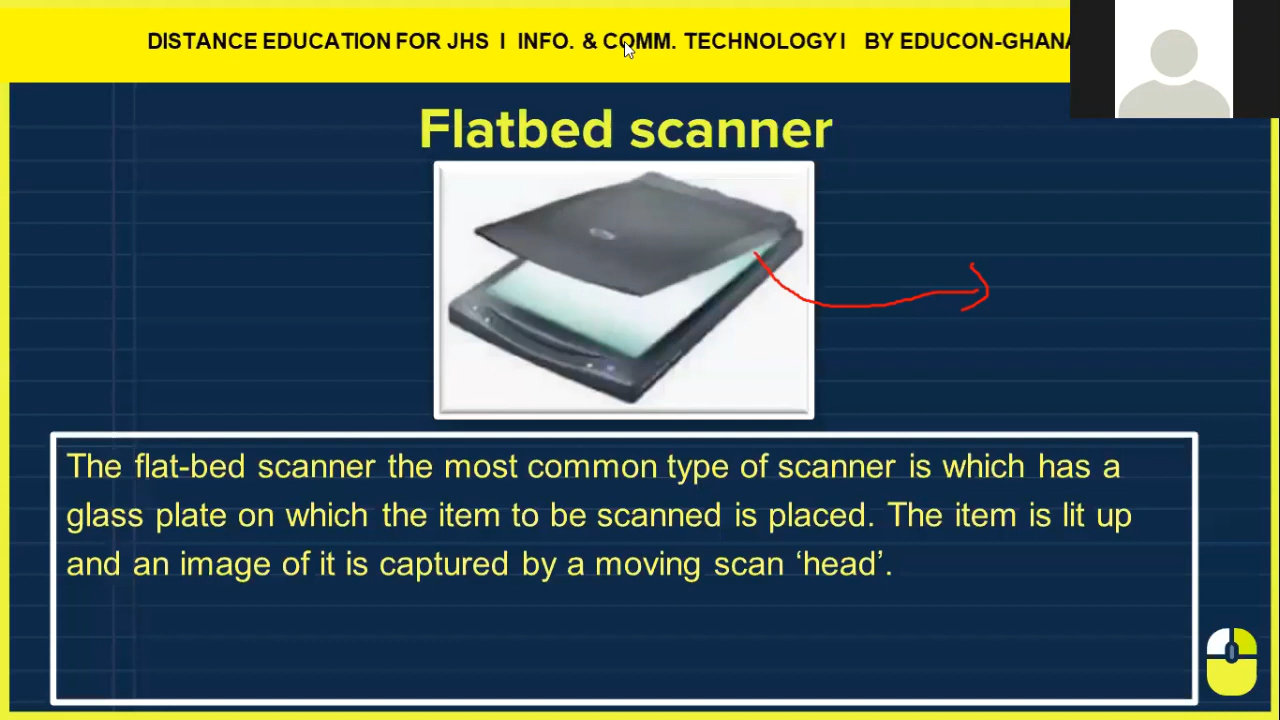 DISTANCE EDUCATION FOR JHS I INFO. & COMM. TECHNOLOGY I BY EDUCON-GHANA
Flatbed scanner
The flat-bed scanner the most common type of scanner is which has a
glass plate on which the item to be scanned is placed. The item is lit up
and an image of it is captured by a moving scan ‘head’.